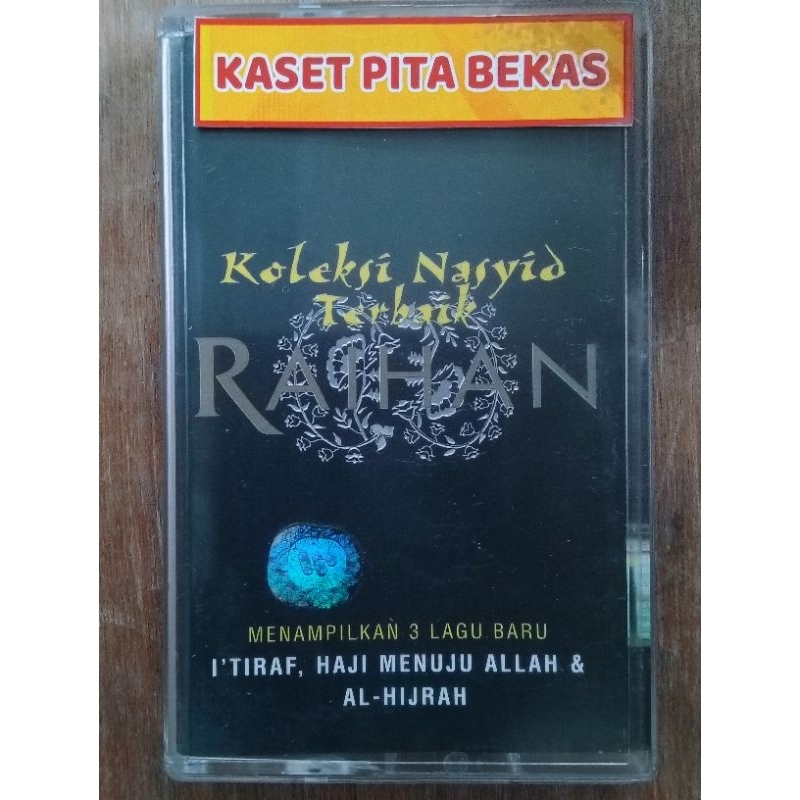 KASET PITA BEKAS
Koleksi Nasyid
Terbaik
RAIHAN
MENAMPILKAN 3 LAGU BARU
I'TIRAF, HAJI MENUJU ALLAH &
AL-HIJRAH